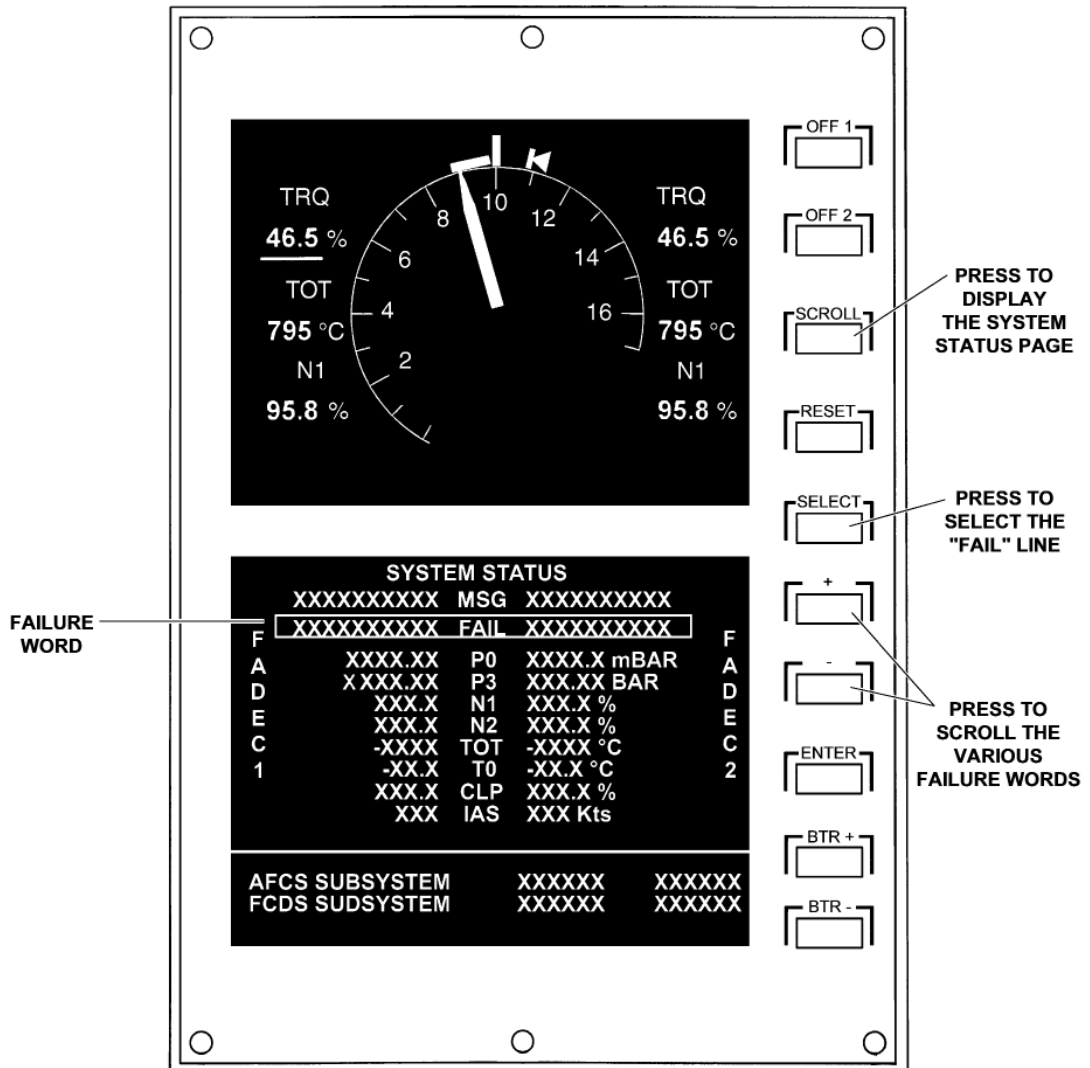 OFF 1
OFF 2
SCROLL
RESET
SELECT
+
-
ENTER
BTR +
BTR -
PRESS TO
DISPLAY
THE SYSTEM
STATUS PAGE
PRESS TO
SELECT THE
"FAIL" LINE
PRESS TO
SCROLL THE
VARIOUS
FAILURE WORDS
FAILURE
WORD
TRQ
46.5 %
TOT
795 °C
N1
95.8 %
2
4
6
8
10
12
14
16
TRQ
46.5 %
TOT
795 °C
N1
95.8 %
SYSTEM STATUS
XXXXXXXXXX MSG XXXXXXXXXX
XXXXXXXXXX FAIL XXXXXXXXXX
XXXX.XX P0 XXXX.X mBAR
X XXX.XX P3 XXX.XX BAR
XXX.X N1 XXX.X %
XXX.X N2 XXX.X %
-XXXX TOT -XXXX °C
-XX.X T0 -XX.X °C
XXX.X CLP XXX.X %
XXX IAS XXX Kts
FADEC 1
FADEC 2
AFCS SUBSYSTEM XXXXXX XXXXXX
FCDS SUDSYSTEM XXXXXX XXXXXX